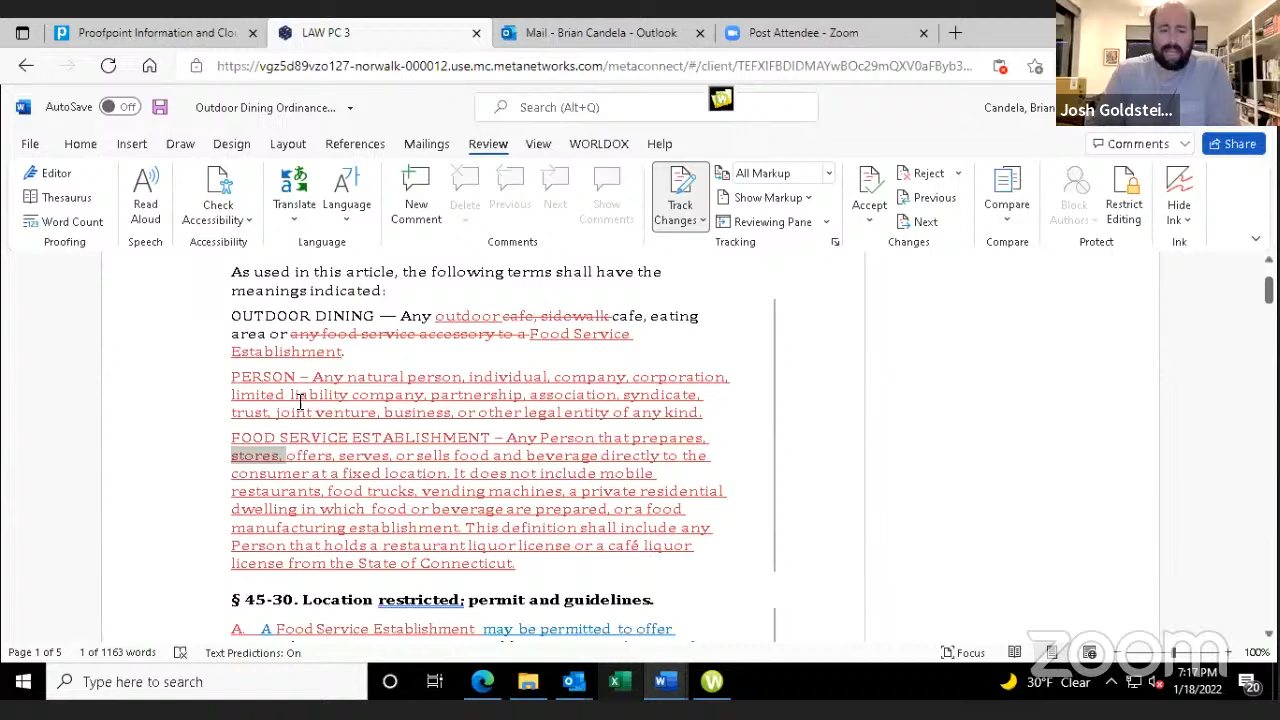 Proofpoint Information and Clou
LAW PC 3
Mail - Brian Candela - Outlook
Post Attendee - Zoom
https://vgz5d89vzo127-norwalk-000012.use.mc.metanetworks.com/metaconnect/#/client/TEFXIFBDIDMAYwBOc29mQXV0aFByb3...
Josh Goldstei...
AutoSave Off
Outdoor Dining Ordinance...
Search (Alt+Q)
Candela, Brian
File Home Insert Draw Design Layout References Mailings Review View WORLDOX Help
Comments Share
Editor
Thesaurus
Word Count
Proofing
Read Aloud
Speech
Check Accessibility
Accessibility
Translate Language
Language
New Comment Delete Previous Next Show Comments
Comments
Track Changes
All Markup
Show Markup
Reviewing Pane
Tracking
Accept
Reject
Previous
Next
Changes
Compare
Compare
Block Authors Restrict Editing
Protect
Hide Ink
Ink
As used in this article, the following terms shall have the
meanings indicated:
OUTDOOR DINING — Any outdoor cafe, sidewalk cafe, eating
area or any food service accessory to a Food Service
Establishment.
PERSON – Any natural person, individual, company, corporation,
limited liability company, partnership, association, syndicate,
trust, joint venture, business, or other legal entity of any kind.
FOOD SERVICE ESTABLISHMENT – Any Person that prepares,
stores, offers, serves, or sells food and beverage directly to the
consumer at a fixed location. It does not include mobile
restaurants, food trucks, vending machines, a private residential
dwelling in which food or beverage are prepared, or a food
manufacturing establishment. This definition shall include any
Person that holds a restaurant liquor license or a café liquor
license from the State of Connecticut.
§ 45-30. Location restricted; permit and guidelines.
A. A Food Service Establishment may be permitted to offer
Page 1 of 5 1 of 1163 words Text Predictions: On Focus 100%
zoom
Type here to search
30°F Clear
7:17 PM
1/18/2022
20